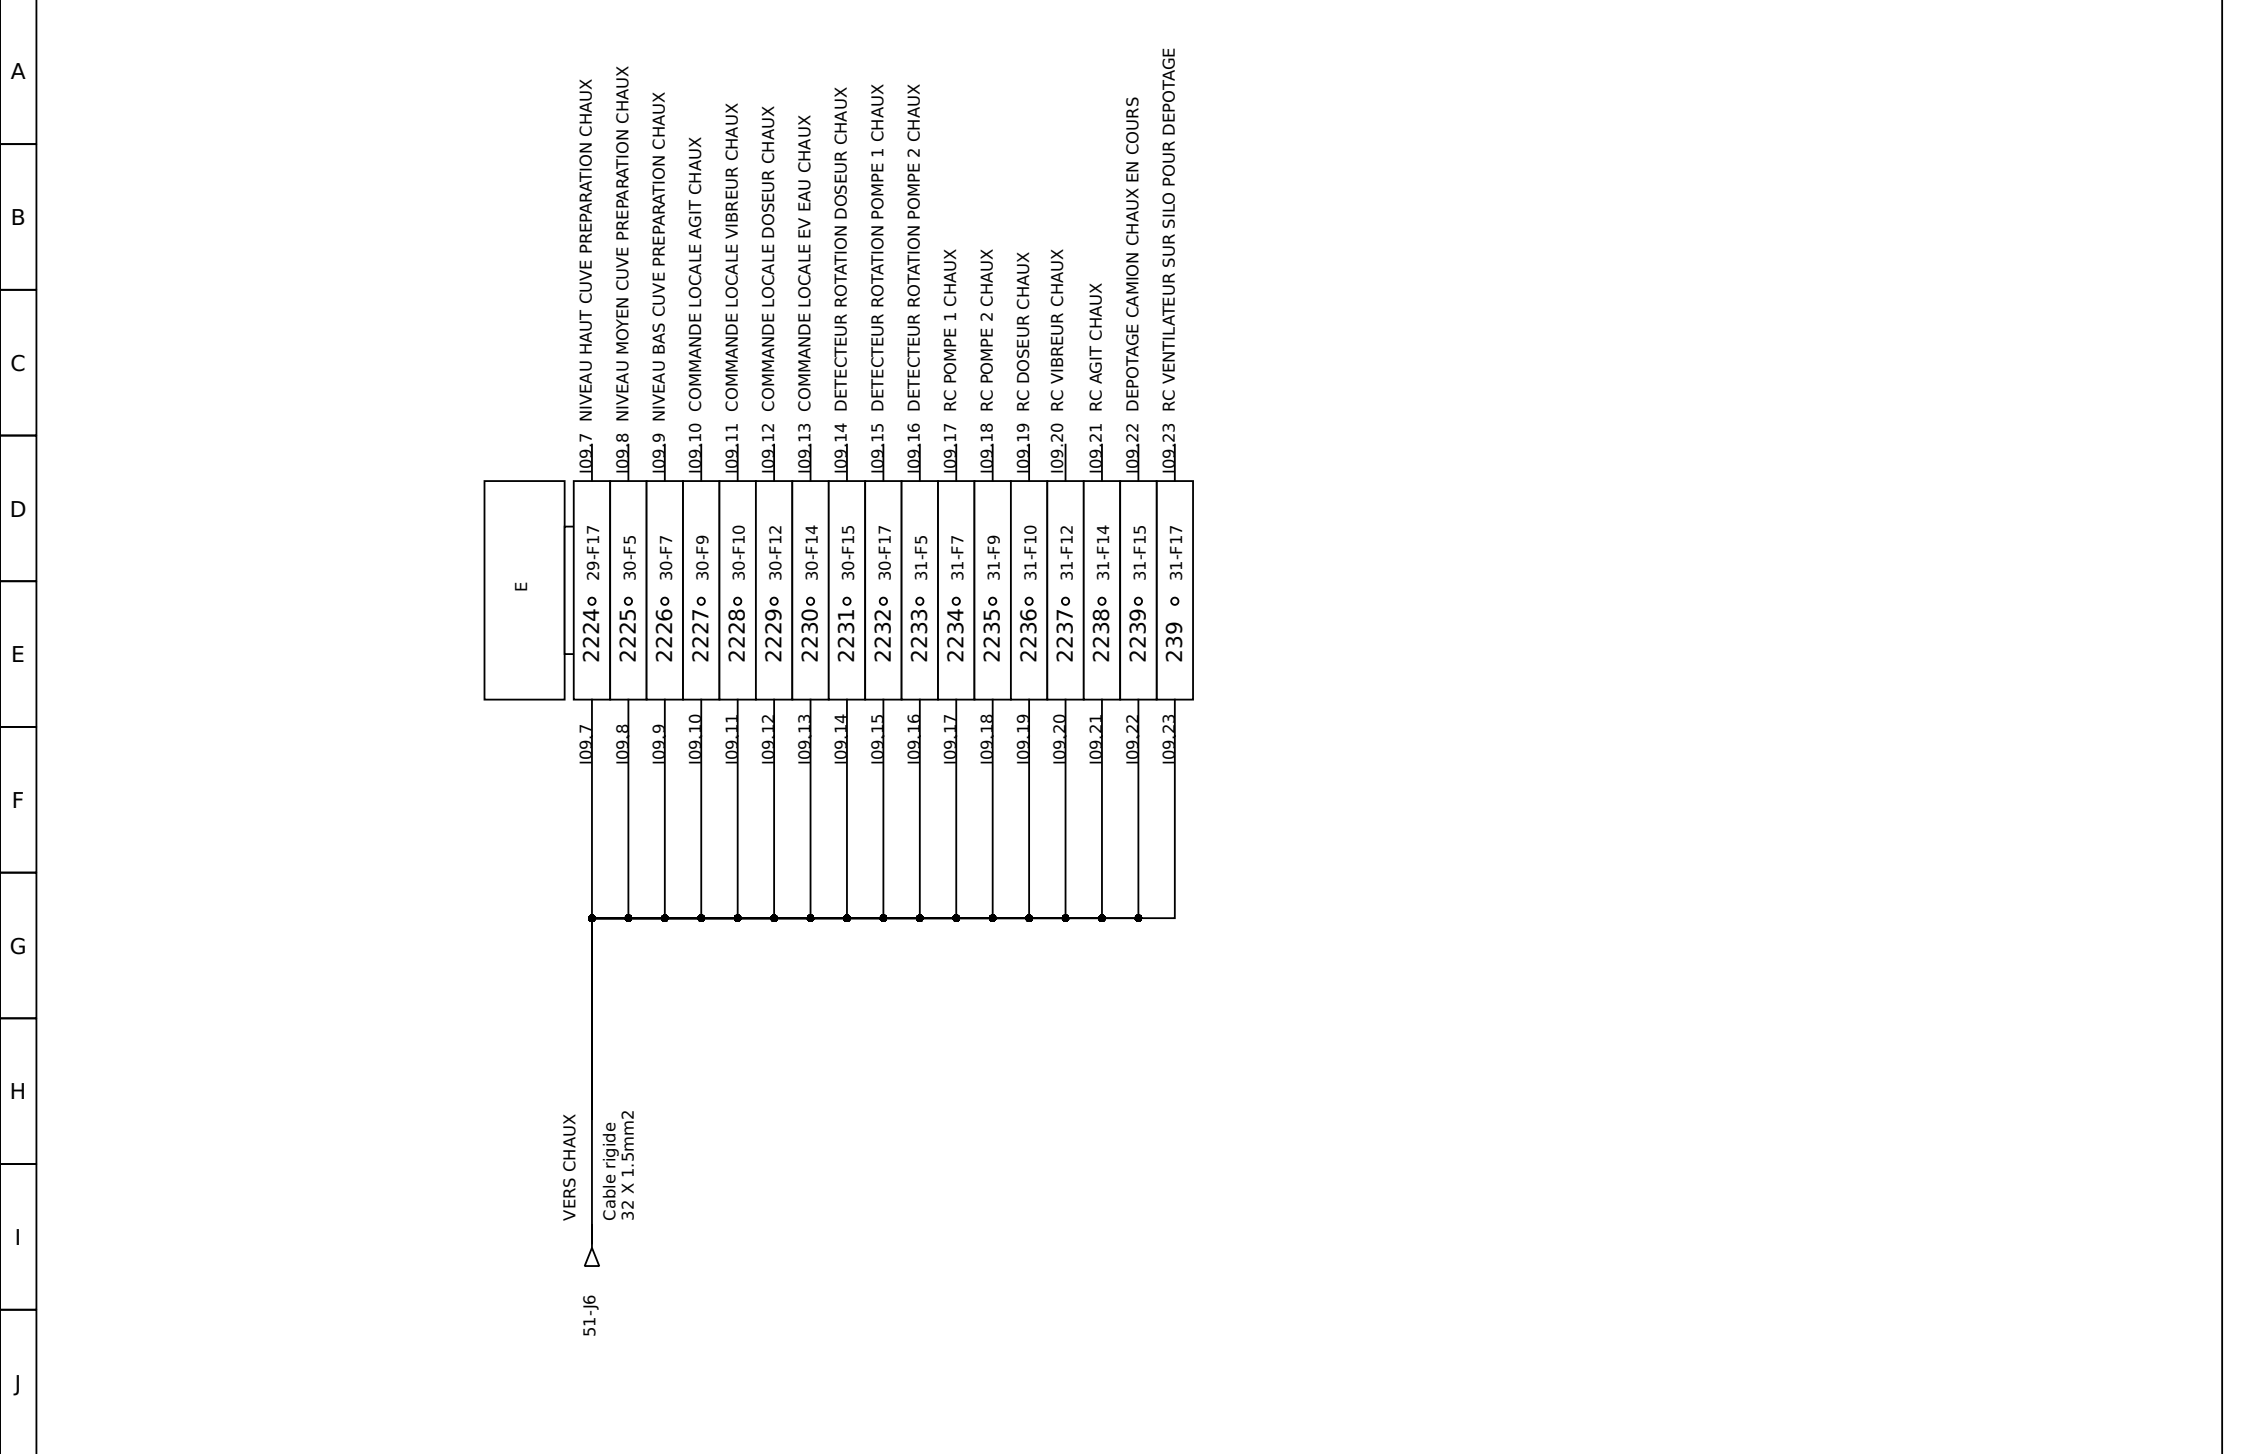 A
B
C
D
E
F
G
H
I
J
I09.7 NIVEAU HAUT CUVE PREPARATION CHAUX
I09.8 NIVEAU MOYEN CUVE PREPARATION CHAUX
I09.9 NIVEAU BAS CUVE PREPARATION CHAUX
I09.10 COMMANDE LOCALE AGIT CHAUX
I09.11 COMMANDE LOCALE VIBREUR CHAUX
I09.12 COMMANDE LOCALE DOSEUR CHAUX
I09.13 COMMANDE LOCALE EV EAU CHAUX
I09.14 DETECTEUR ROTATION DOSEUR CHAUX
I09.15 DETECTEUR ROTATION POMPE 1 CHAUX
I09.16 DETECTEUR ROTATION POMPE 2 CHAUX
I09.17 RC POMPE 1 CHAUX
I09.18 RC POMPE 2 CHAUX
I09.19 RC DOSEUR CHAUX
I09.20 RC VIBREUR CHAUX
I09.21 RC AGIT CHAUX
I09.22 DEPOTAGE CAMION CHAUX EN COURS
I09.23 RC VENTILATEUR SUR SILO POUR DEPOTAGE
E
2224 29-F17
2225 30-F5
2226 30-F7
2227 30-F9
2228 30-F10
2229 30-F12
2230 30-F14
2231 30-F15
2232 30-F17
2233 31-F5
2234 31-F7
2235 31-F9
2236 31-F10
2237 31-F12
2238 31-F14
2239 31-F15
239 31-F17
I09.7
I09.8
I09.9
I09.10
I09.11
I09.12
I09.13
I09.14
I09.15
I09.16
I09.17
I09.18
I09.19
I09.20
I09.21
I09.22
I09.23
VERS CHAUX
Cable rigide
32 X 1.5mm2
51-J6